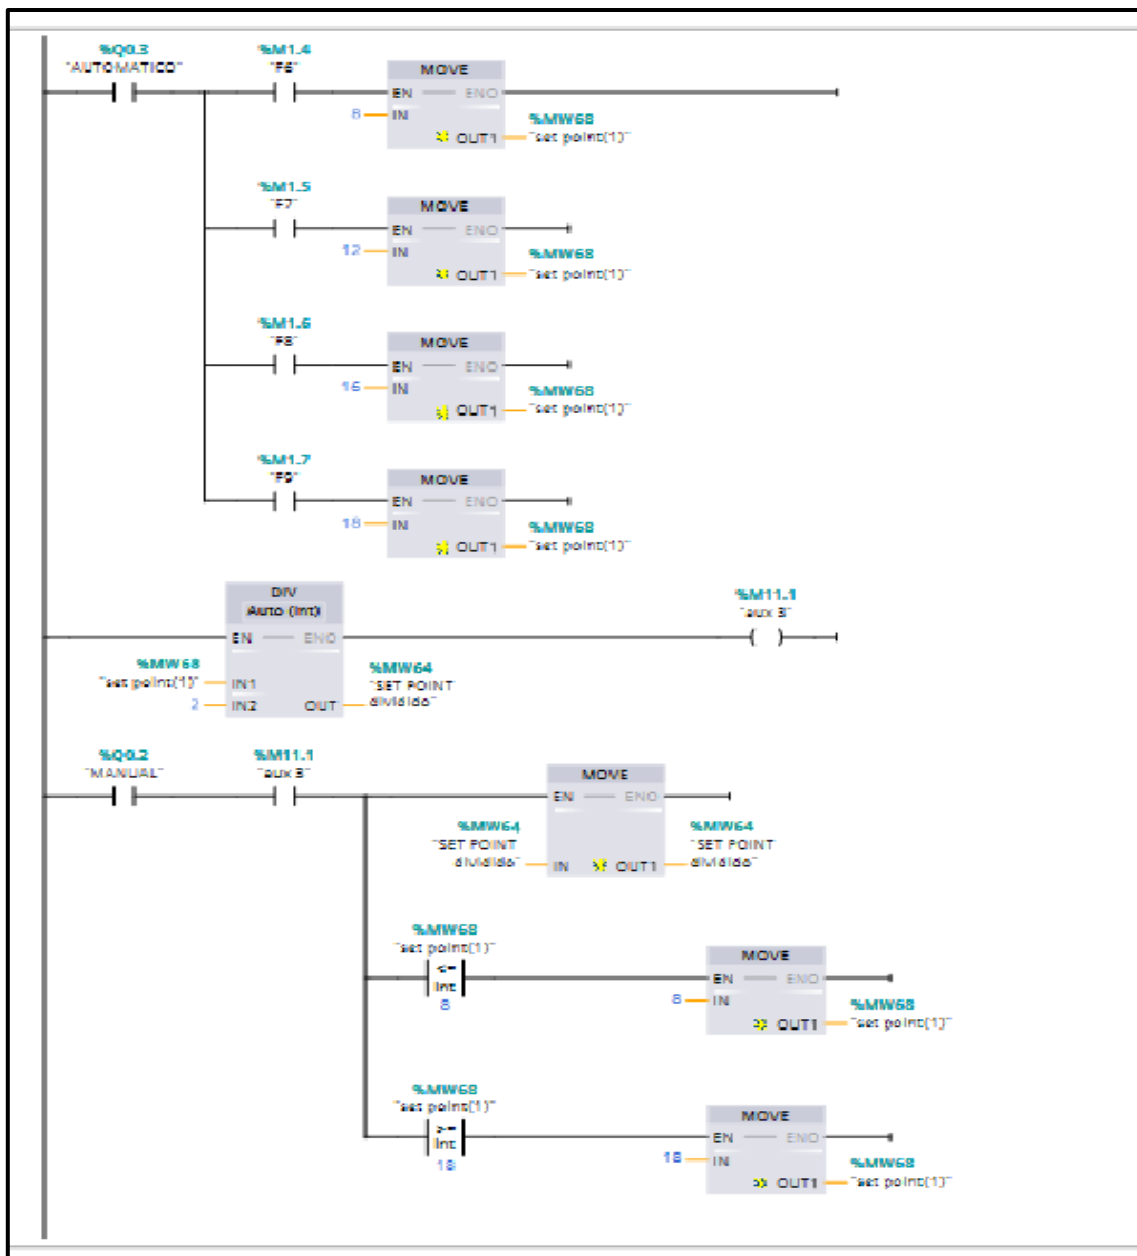 %Q0.3
"AUTOMATICO"
%M1.4
"F6"
MOVE
EN ENO
8 IN
OUT1
%MW68
"set point(1)"
%M1.5
"F7"
MOVE
EN ENO
12 IN
OUT1
%MW68
"set point(1)"
%M1.6
"F8"
MOVE
EN ENO
16 IN
OUT1
%MW68
"set point(1)"
%M1.7
"F9"
MOVE
EN ENO
18 IN
OUT1
%MW68
"set point(1)"
DIV
Auto (Int)
EN ENO
%MW68
"set point(1)" IN1
2 IN2 OUT
%MW64
"SET POINT
dividido"
%M11.1
"aux 3"
%Q0.2
"MANUAL"
%M11.1
"aux 3"
MOVE
EN ENO
%MW64
"SET POINT
dividido" IN OUT1
%MW64
"SET POINT
dividido"
%MW68
"set point(1)"
<=
Int
8
MOVE
EN ENO
8 IN
OUT1
%MW68
"set point(1)"
%MW68
"set point(1)"
>=
Int
18
MOVE
EN ENO
18 IN
OUT1
%MW68
"set point(1)"